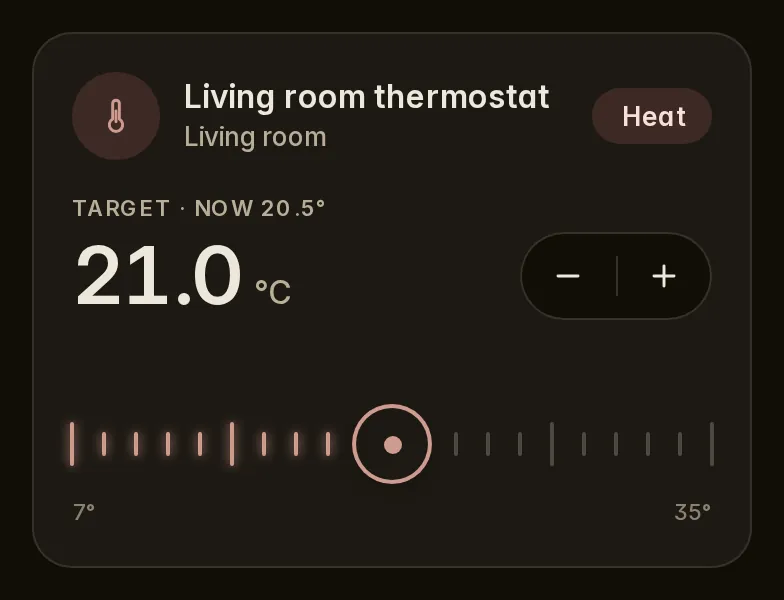 Living room thermostat
Living room
Heat
TARGET · NOW 20.5°
21.0 °C
7°
35°